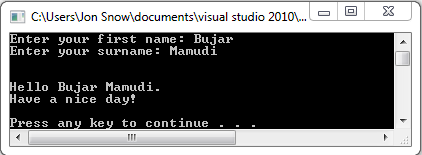 C:\Users\Jon Snow\documents\visual studio 2010\...
Enter your first name: Bujar
Enter your surname: Mamudi
Hello Bujar Mamudi.
Have a nice day!
Press any key to continue . . .